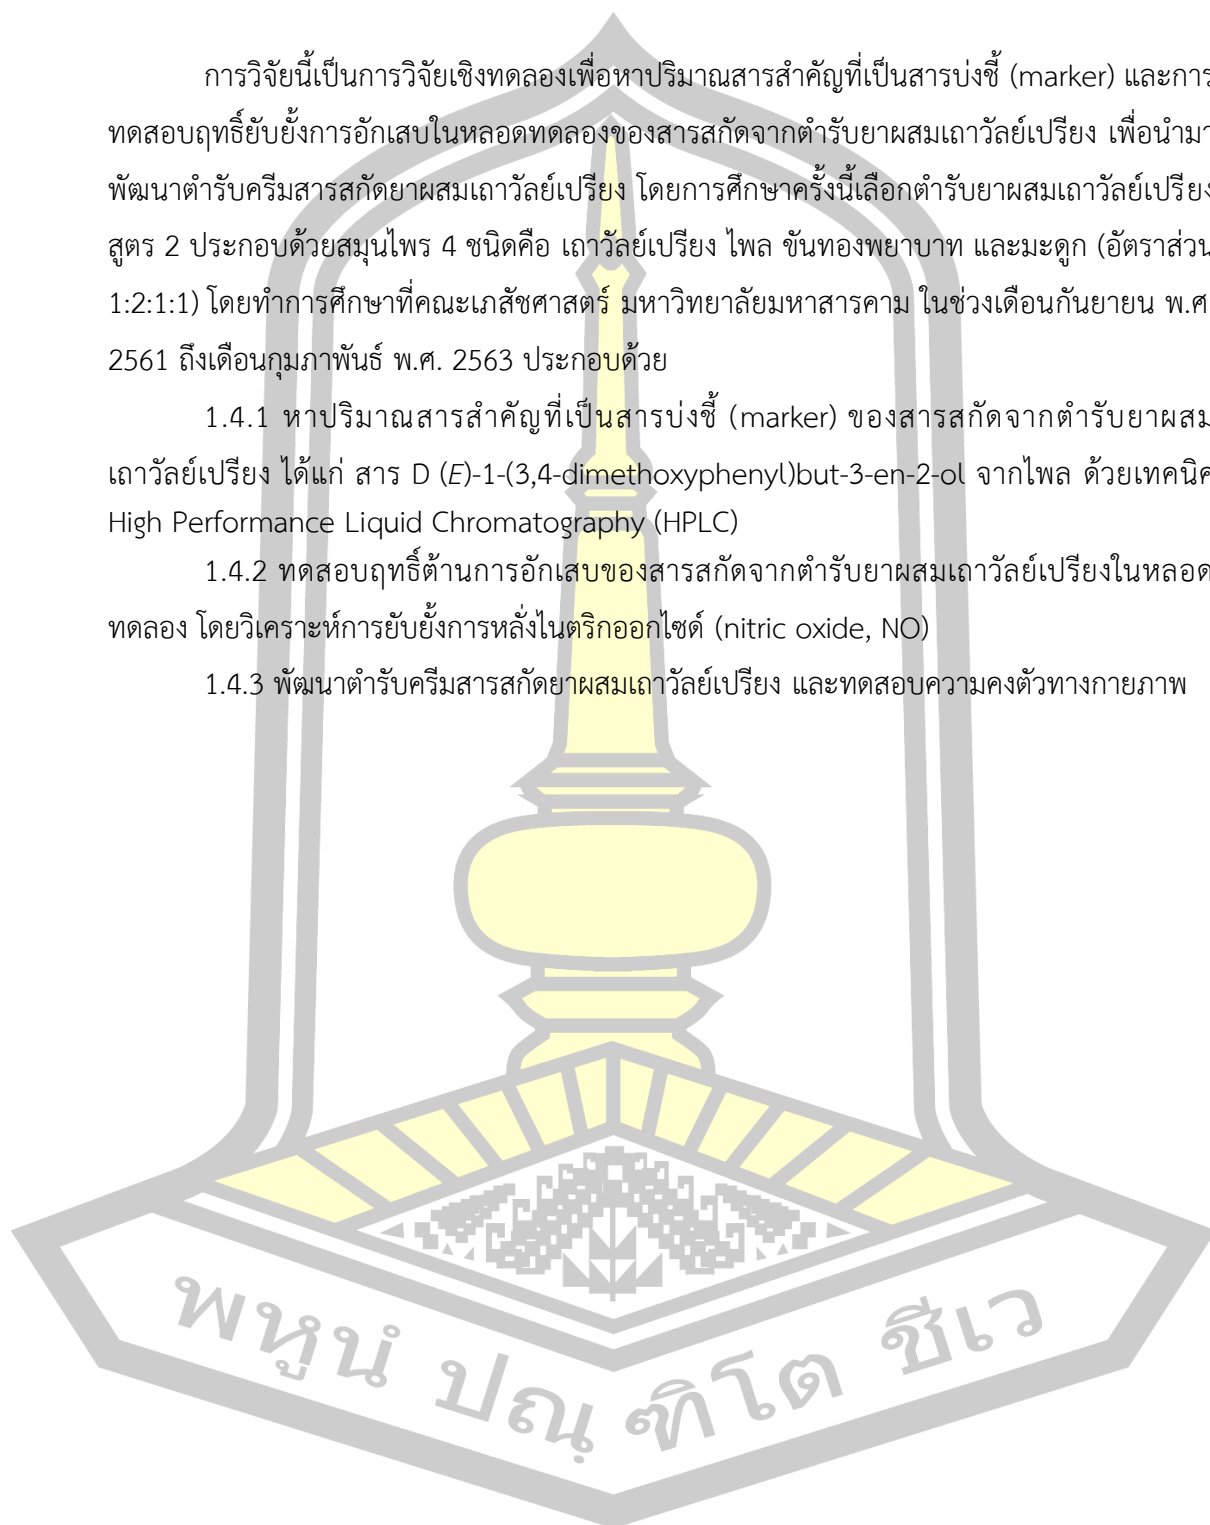 การวิจัยนี้เป็นการวิจัยเชิงทดลองเพื่อหาปริมาณสารสำคัญที่เป็นสารบ่งชี้ (marker) และการ
ทดสอบฤทธิ์ยับยั้งการอักเสบในหลอดทดลองของสารสกัดจากตำรับยาผสมเถาวัลย์เปรียง เพื่อนำมา
พัฒนาตำรับครีมสารสกัดยาผสมเถาวัลย์เปรียง โดยการศึกษาครั้งนี้เลือกตำรับยาผสมเถาวัลย์เปรียง
สูตร 2 ประกอบด้วยสมุนไพร 4 ชนิดคือ เถาวัลย์เปรียง ไพล ขันทองพยาบาท และมะดูก (อัตราส่วน
1:2:1:1) โดยทำการศึกษาที่คณะเภสัชศาสตร์ มหาวิทยาลัยมหาสารคาม ในช่วงเดือนกันยายน พ.ศ
2561 ถึงเดือนกุมภาพันธ์ พ.ศ. 2563 ประกอบด้วย
1.4.1 หาปริมาณสารสำคัญที่เป็นสารบ่งชี้ (marker) ของสารสกัดจากตำรับยาผสม
เถาวัลย์เปรียง ได้แก่ สาร D (E)-1-(3,4-dimethoxyphenyl)but-3-en-2-ol จากไพล ด้วยเทคนิค
High Performance Liquid Chromatography (HPLC)
1.4.2 ทดสอบฤทธิ์ต้านการอักเสบของสารสกัดจากตำรับยาผสมเถาวัลย์เปรียงในหลอด
ทดลอง โดยวิเคราะห์การยับยั้งการหลั่งไนตริกออกไซด์ (nitric oxide, NO)
1.4.3 พัฒนาตำรับครีมสารสกัดยาผสมเถาวัลย์เปรียง และทดสอบความคงตัวทางกายภาพ
พหูนํ ปณฺ ฑิโต ชีเว